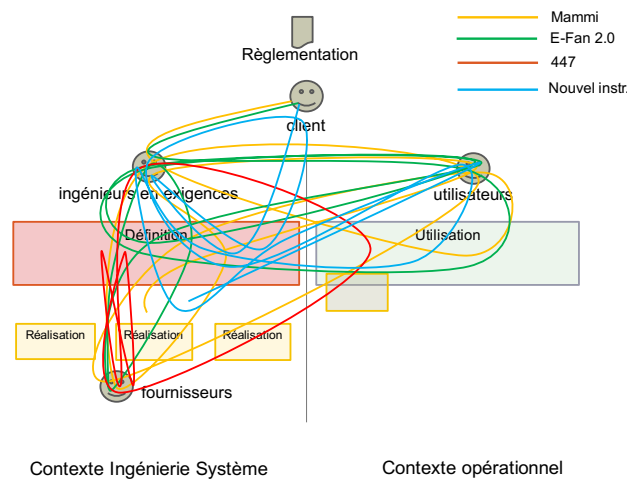 Mammi
E-Fan 2.0
447
Nouvel instr.
Règlementation
client
ingénieurs en exigences
utilisateurs
Définition
Utilisation
Réalisation
Réalisation
Réalisation
fournisseurs
Contexte Ingénierie Système
Contexte opérationnel